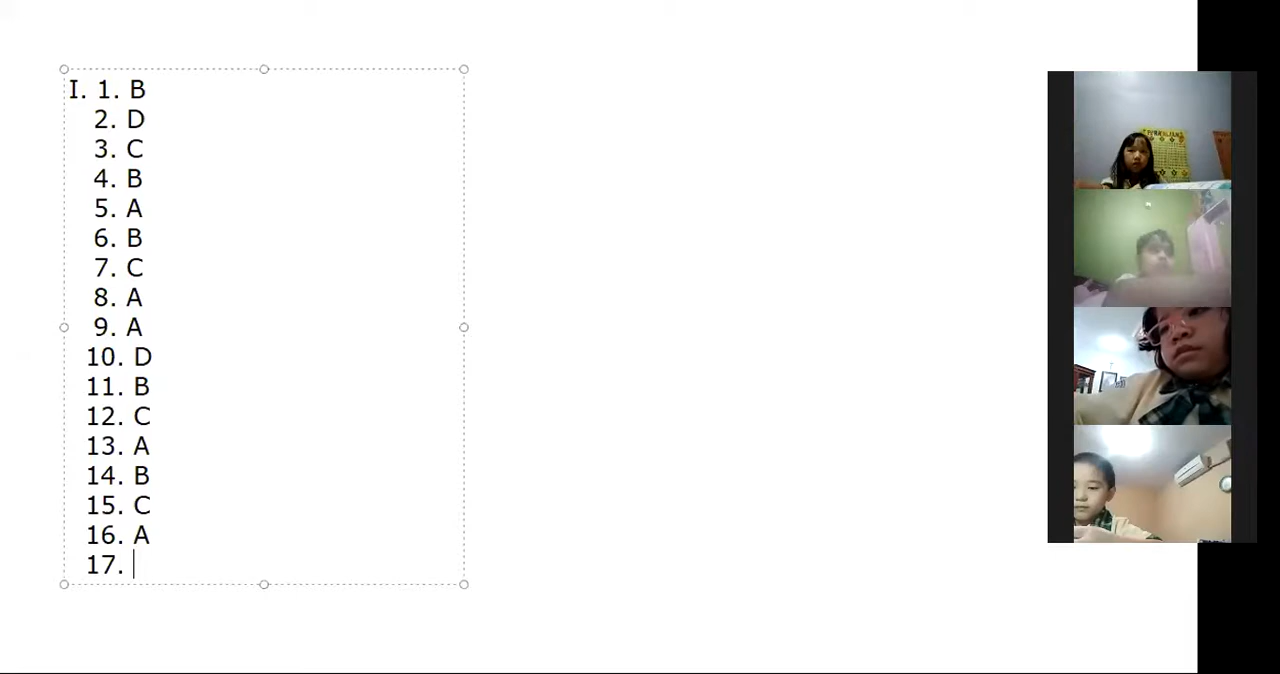 I. 1. B
2. D
3. C
4. B
5. A
6. B
7. C
8. A
9. A
10. D
11. B
12. C
13. A
14. B
15. C
16. A
17.